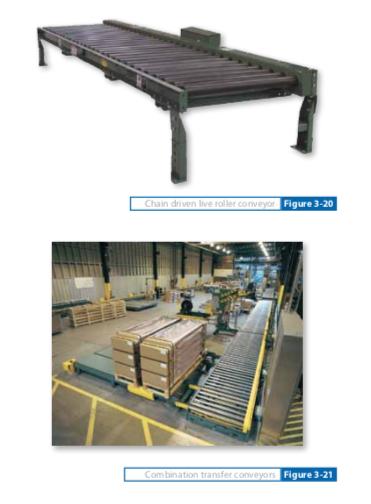 Chain driven live roller conveyor Figure 3-20
Combination transfer conveyors Figure 3-21